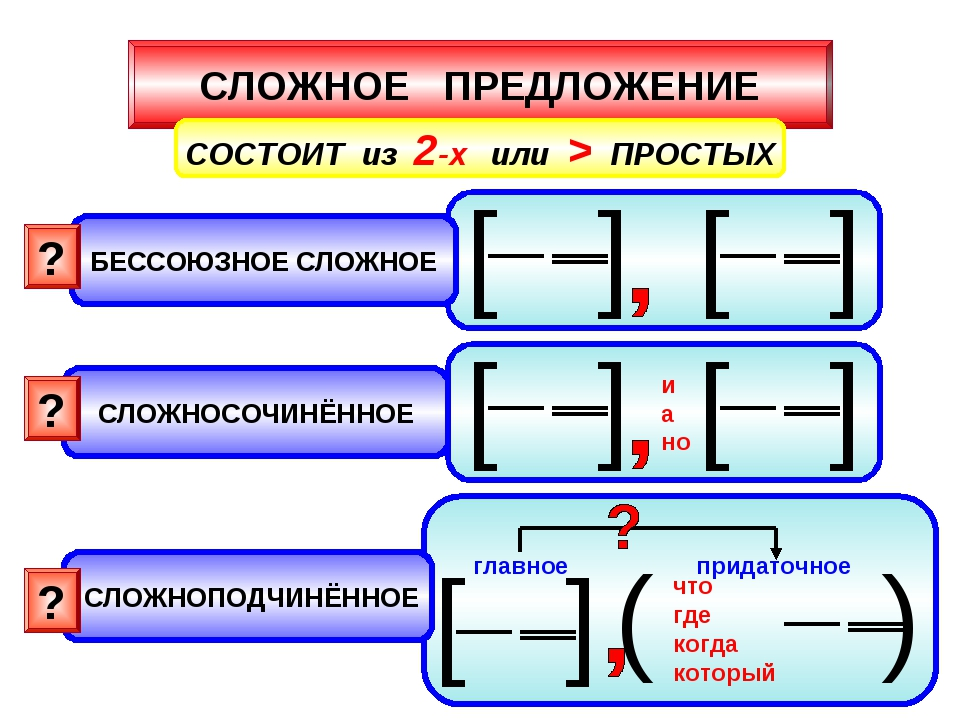 СЛОЖНОЕ ПРЕДЛОЖЕНИЕ
СОСТОИТ из 2-х или > ПРОСТЫХ
? БЕССОЮЗНОЕ СЛОЖНОЕ [ ] , [ ]
? СЛОЖНОСОЧИНЁННОЕ [ ] , [ ]
и
а
но
?
главное придаточное
? СЛОЖНОПОДЧИНЁННОЕ [ ] , ( )
что
где
когда
который